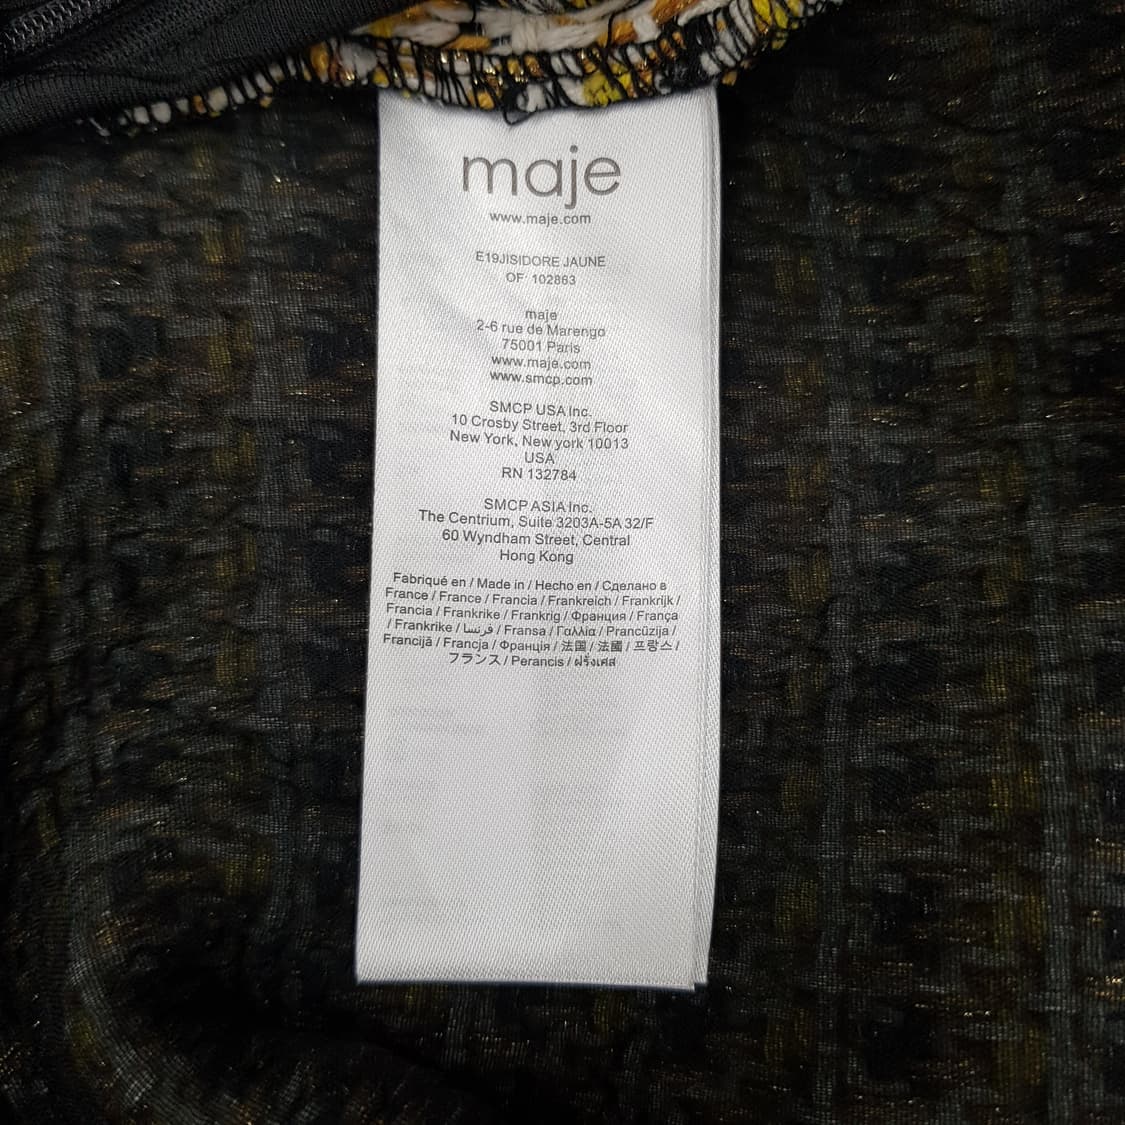 maje
www.maje.com
E19JISIDORE JAUNE
OF 102863
maje
2-6 rue de Marengo
75001 Paris
www.maje.com
www.smcp.com
SMCP USA Inc.
10 Crosby Street, 3rd Floor
New York, New york 10013
USA
RN 132784
SMCP ASIA Inc.
The Centrium, Suite 3203A-5A 32/F
60 Wyndham Street, Central
Hong Kong
Fabriqué en / Made in / Hecho en / Сделано в
France / France / Francia / Frankreich / Frankrijk /
Francia / Frankrike / Frankrig / Франция / França
/ Frankrike / فرنسا / Fransa / Γαλλία / Prancūzija /
Francijā / Francja / Франція / 法国 / 法國 / 프랑스 /
フランス / Perancis / ฝรั่งเศส